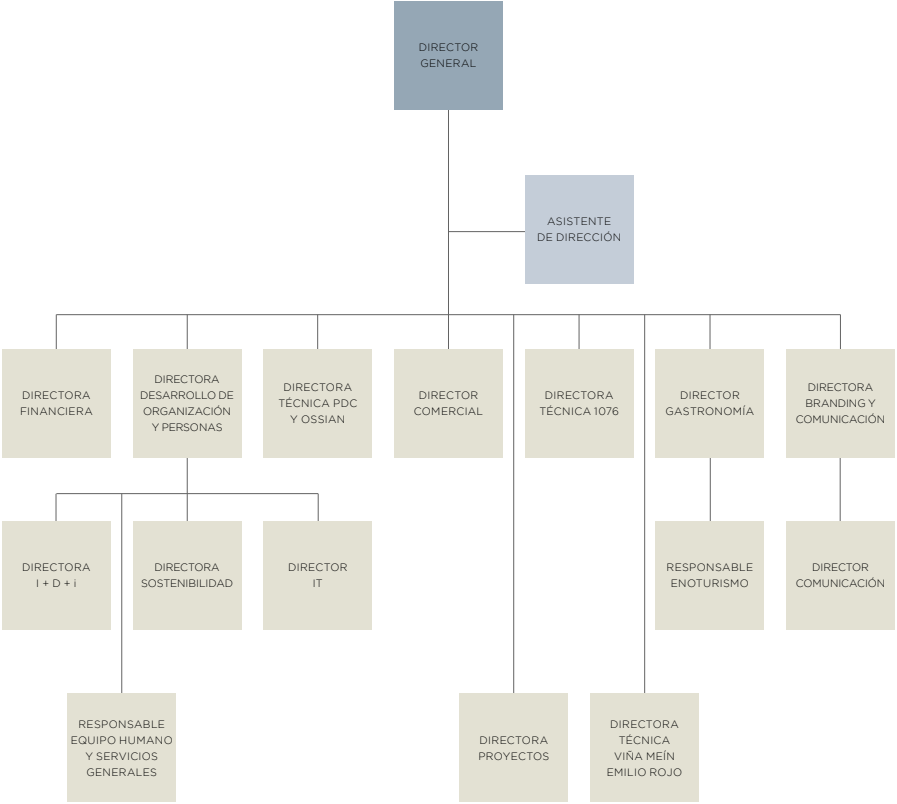 DIRECTOR
GENERAL
ASISTENTE
DE DIRECCIÓN
DIRECTORA
FINANCIERA
DIRECTORA
DESARROLLO DE
ORGANIZACIÓN
Y PERSONAS
DIRECTORA
TÉCNICA PDC
Y OSSIAN
DIRECTOR
COMERCIAL
DIRECTORA
TÉCNICA 1076
DIRECTOR
GASTRONOMÍA
DIRECTORA
BRANDING Y
COMUNICACIÓN
DIRECTORA
I + D + i
DIRECTORA
SOSTENIBILIDAD
DIRECTOR
IT
RESPONSABLE
ENOTURISMO
DIRECTOR
COMUNICACIÓN
RESPONSABLE
EQUIPO HUMANO
Y SERVICIOS
GENERALES
DIRECTORA
PROYECTOS
DIRECTORA
TÉCNICA
VIÑA MEÍN
EMILIO ROJO